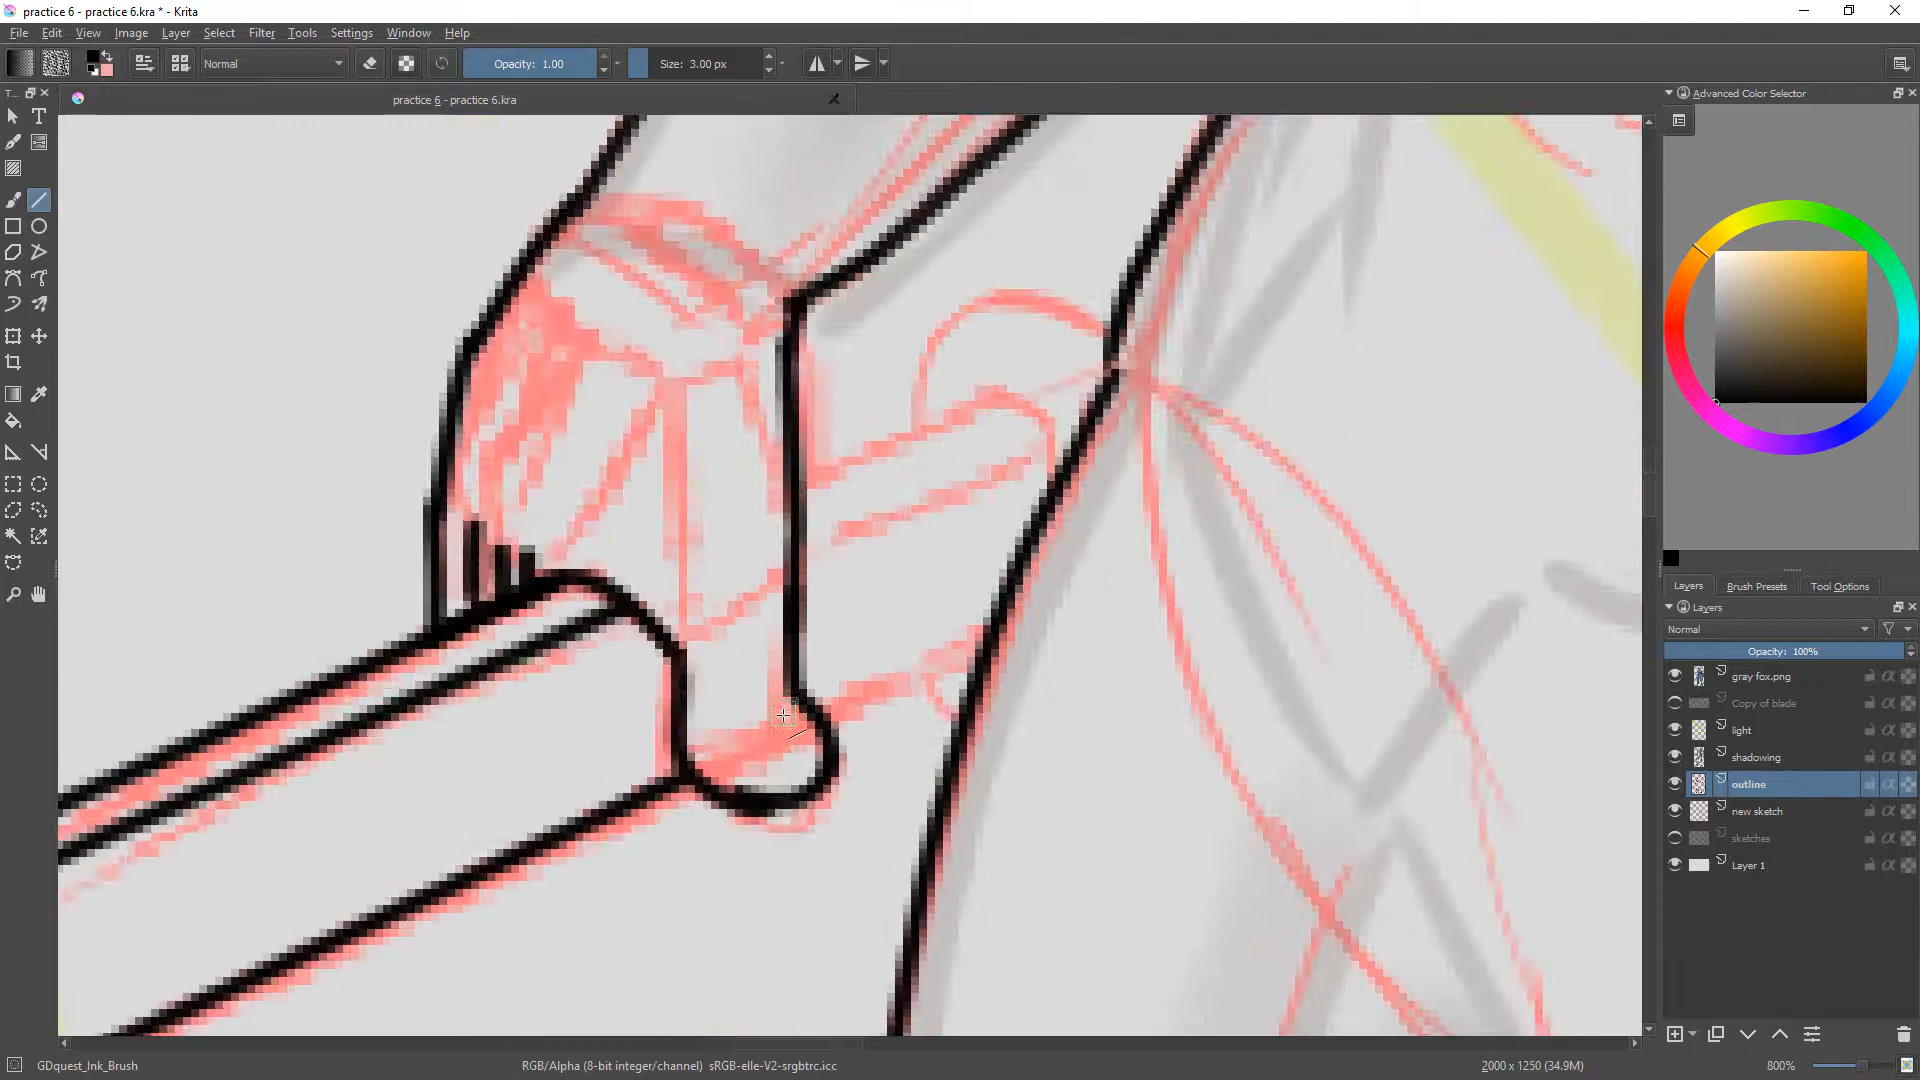 practice 6 - practice 6.kra * - Krita
File Edit View Image Layer Select Filter Tools Settings Window Help
Normal
Opacity: 1.00
Size: 3.00 px
T...
practice 6 - practice 6.kra
Advanced Color Selector
Layers Brush Presets Tool Options
Layers
Normal
Opacity: 100%
gray fox.png
Copy of blade
light
shadowing
outline
new sketch
sketches
Layer 1
GDquest_Ink_Brush
RGB/Alpha (8-bit integer/channel) sRGB-elle-V2-srgbtrc.icc
2000 x 1250 (34.9M)
800%